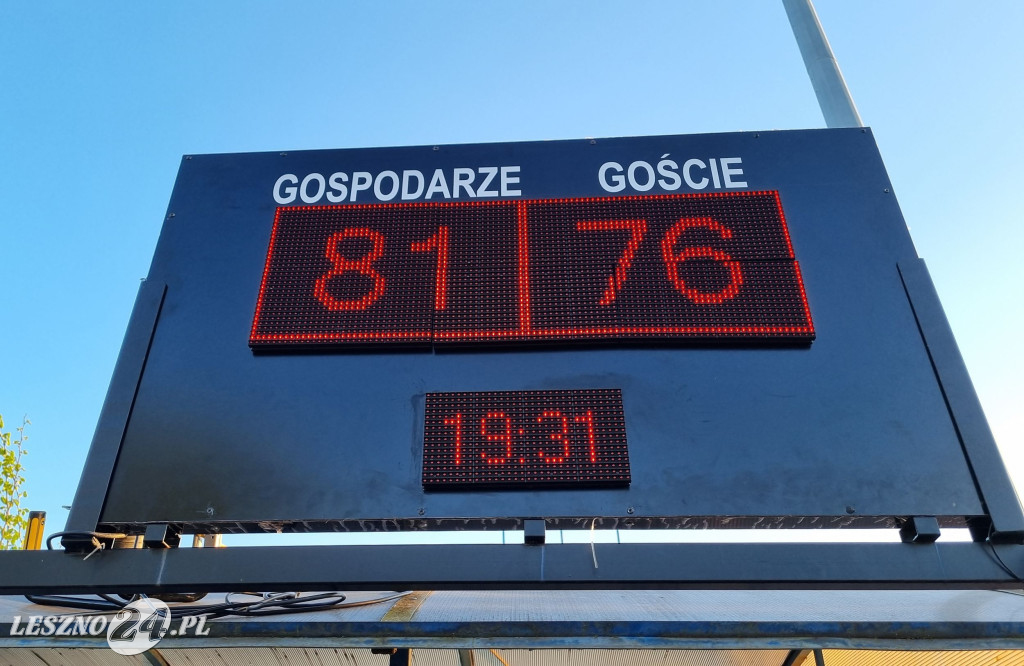 GOSPODARZE GOŚCIE
81 76
19:31
LESZNO24.PL